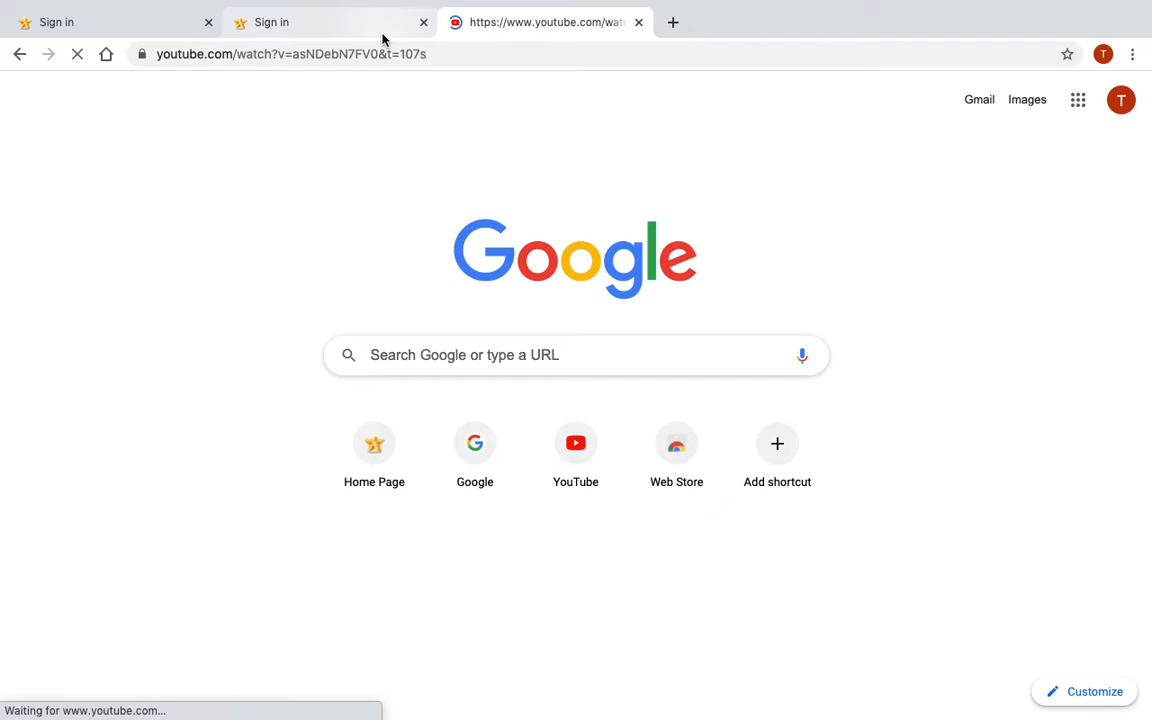 Sign in
Sign in
https://www.youtube.com/wat
youtube.com/watch?v=asNDebN7FV0&t=107s
T
Gmail
Images
T
Google
Search Google or type a URL
Home Page
Google
YouTube
Web Store
Add shortcut
Customize
Waiting for www.youtube.com...